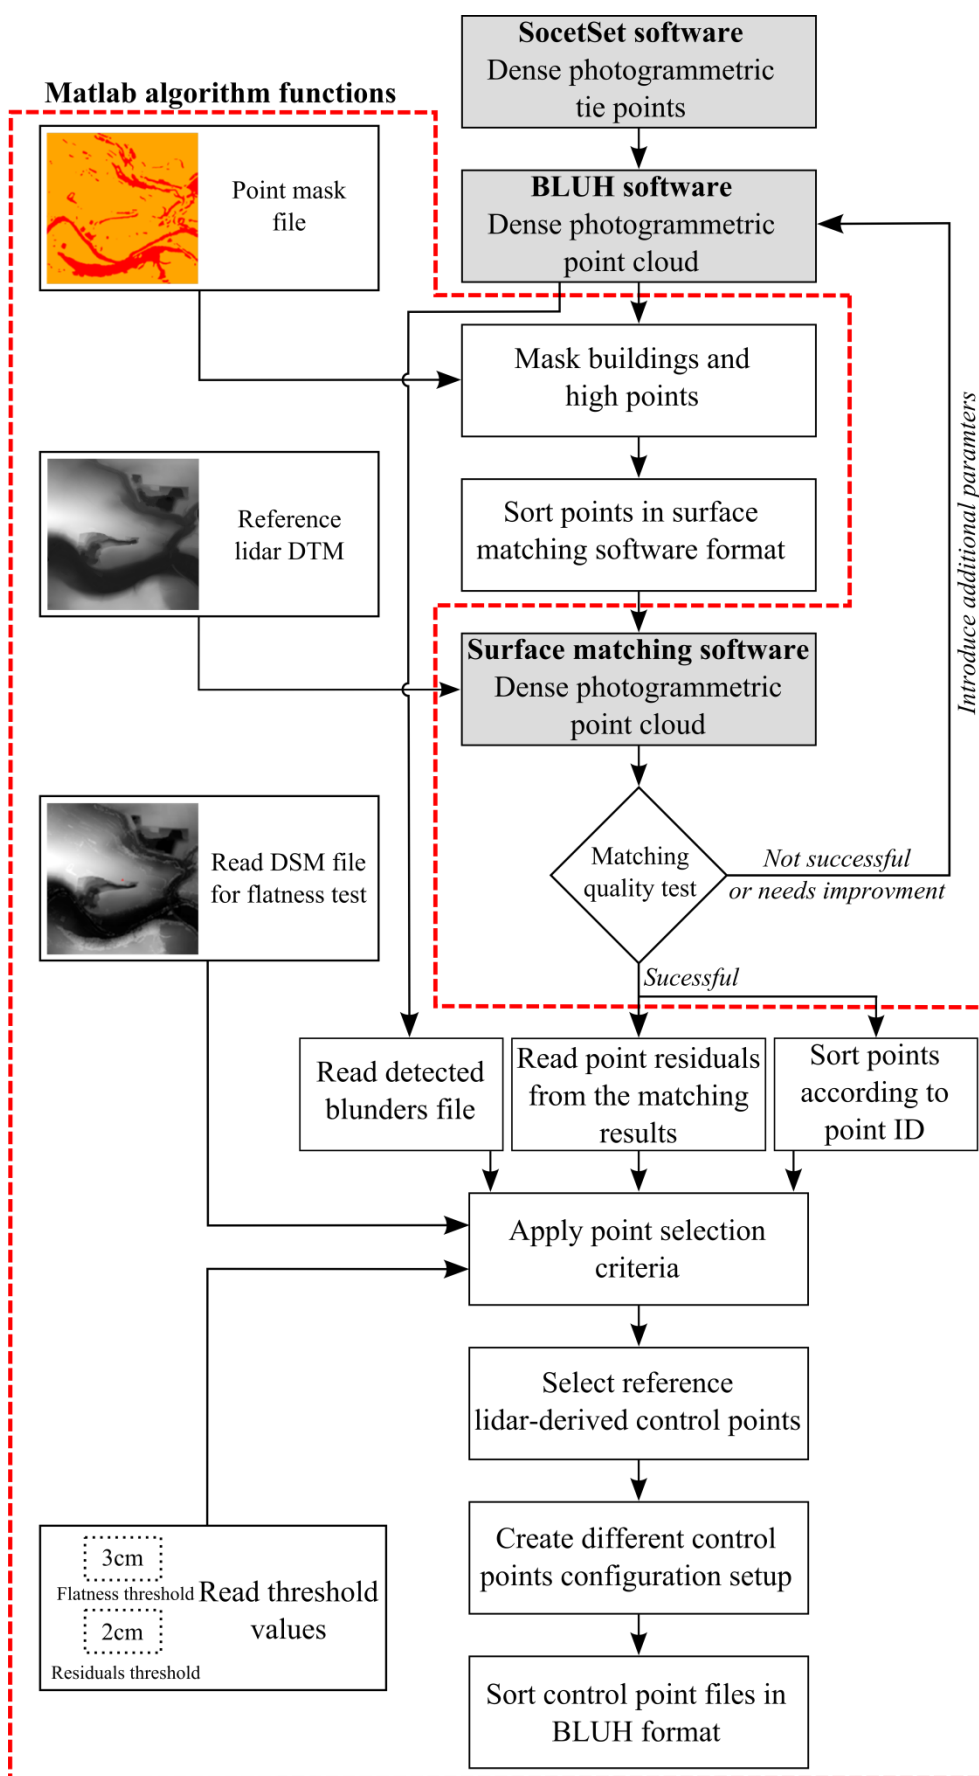 SocetSet software
Dense photogrammetric
tie points
Matlab algorithm functions
Point mask
file
BLUH software
Dense photogrammetric
point cloud
Mask buildings and
high points
Introduce additional paramters
Reference
lidar DTM
Sort points in surface
matching software format
Surface matching software
Dense photogrammetric
point cloud
Read DSM file
for flatness test
Matching
quality test
Not successful
or needs improvment
Sucessful
Read detected
blunders file
Read point residuals
from the matching
results
Sort points
according to
point ID
Apply point selection
criteria
Select reference
lidar-derived control points
Create different control
points configuration setup
3cm
Flatness threshold
2cm
Residuals threshold
Read threshold
values
Sort control point files in
BLUH format